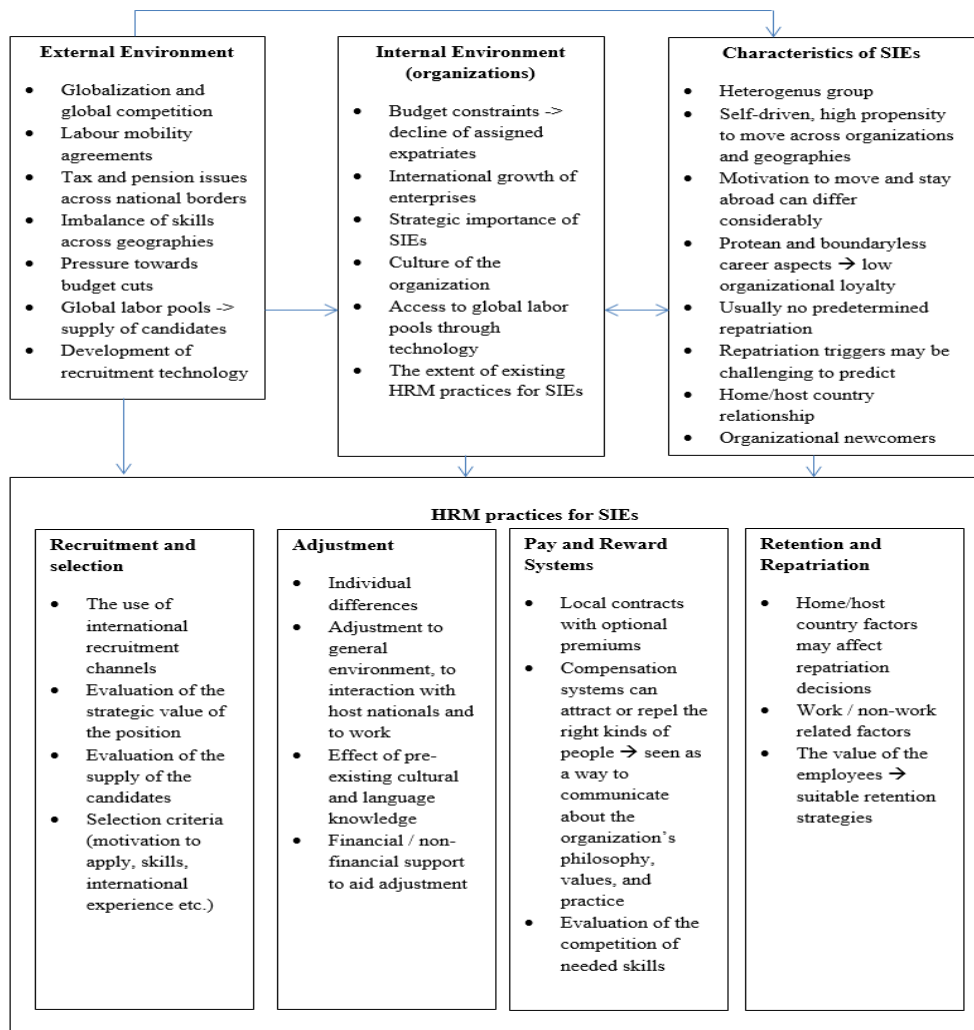 External Environment
• Globalization and
global competition
• Labour mobility
agreements
• Tax and pension issues
across national borders
• Imbalance of skills
across geographies
• Pressure towards
budget cuts
• Global labor pools ->
supply of candidates
• Development of
recruitment technology
Internal Environment
(organizations)
• Budget constraints ->
decline of assigned
expatriates
• International growth of
enterprises
• Strategic importance of
SIEs
• Culture of the
organization
• Access to global labor
pools through
technology
• The extent of existing
HRM practices for SIEs
Characteristics of SIEs
• Heterogenus group
• Self-driven, high propensity
to move across organizations
and geographies
• Motivation to move and stay
abroad can differ
considerably
• Protean and boundaryless
career aspects → low
organizational loyalty
• Usually no predetermined
repatriation
• Repatriation triggers may be
challenging to predict
• Home/host country
relationship
• Organizational newcomers
HRM practices for SIEs
Recruitment and
selection
• The use of
international
recruitment
channels
• Evaluation of the
strategic value of
the position
• Evaluation of the
supply of the
candidates
• Selection criteria
(motivation to
apply, skills,
international
experience etc.)
Adjustment
• Individual
differences
• Adjustment to
general
environment, to
interaction with
host nationals and
to work
• Effect of pre-
existing cultural
and language
knowledge
• Financial / non-
financial support
to aid adjustment
Pay and Reward
Systems
• Local contracts
with optional
premiums
• Compensation
systems can
attract or repel the
right kinds of
people → seen as
a way to
communicate
about the
organization's
philosophy,
values, and
practice
• Evaluation of the
competition of
needed skills
Retention and
Repatriation
• Home/host
country factors
may affect
repatriation
decisions
• Work / non-work
related factors
• The value of the
employees →
suitable retention
strategies